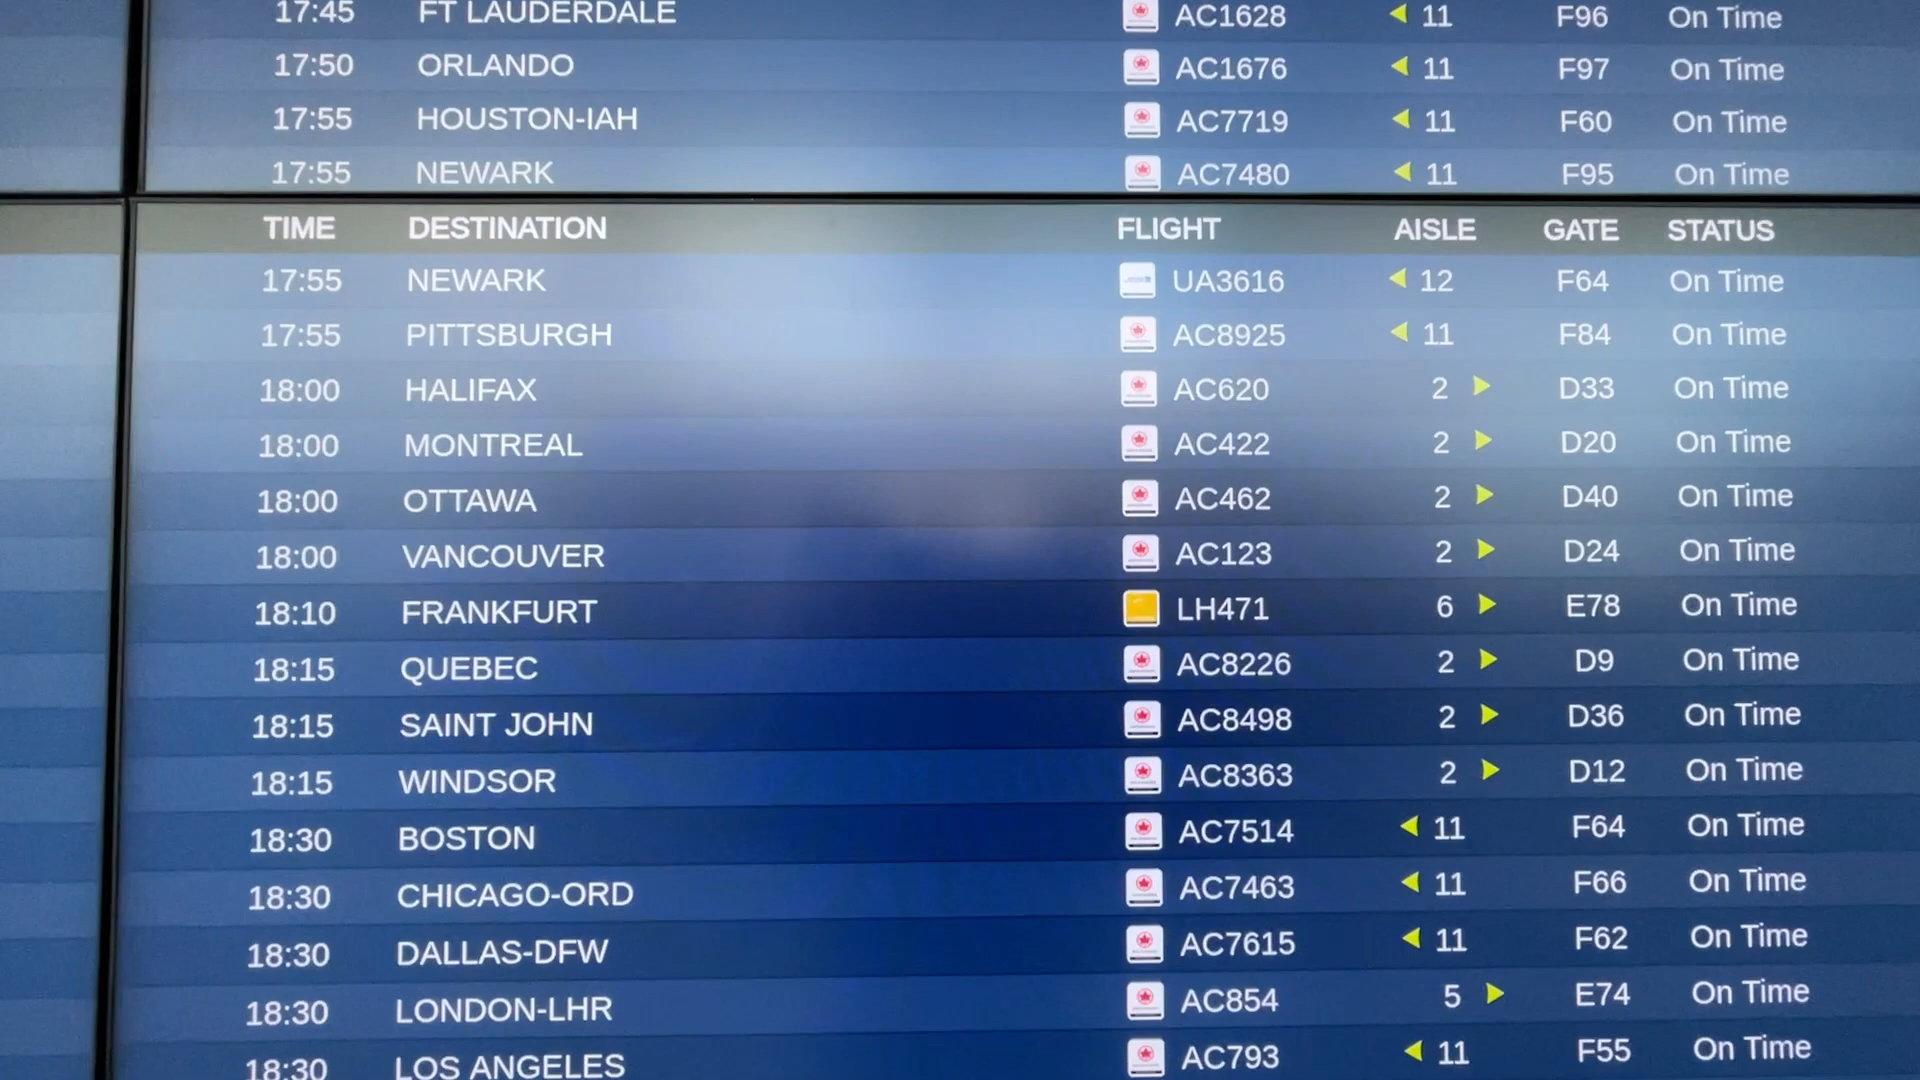 17:45 FT LAUDERDALE AC1628 11 F96 On Time
17:50 ORLANDO AC1676 11 F97 On Time
17:55 HOUSTON-IAH AC7719 11 F60 On Time
17:55 NEWARK AC7480 11 F95 On Time
TIME DESTINATION FLIGHT AISLE GATE STATUS
17:55 NEWARK UA3616 12 F64 On Time
17:55 PITTSBURGH AC8925 11 F84 On Time
18:00 HALIFAX AC620 2 D33 On Time
18:00 MONTREAL AC422 2 D20 On Time
18:00 OTTAWA AC462 2 D40 On Time
18:00 VANCOUVER AC123 2 D24 On Time
18:10 FRANKFURT LH471 6 E78 On Time
18:15 QUEBEC AC8226 2 D9 On Time
18:15 SAINT JOHN AC8498 2 D36 On Time
18:15 WINDSOR AC8363 2 D12 On Time
18:30 BOSTON AC7514 11 F64 On Time
18:30 CHICAGO-ORD AC7463 11 F66 On Time
18:30 DALLAS-DFW AC7615 11 F62 On Time
18:30 LONDON-LHR AC854 5 E74 On Time
18:30 LOS ANGELES AC793 11 F55 On Time